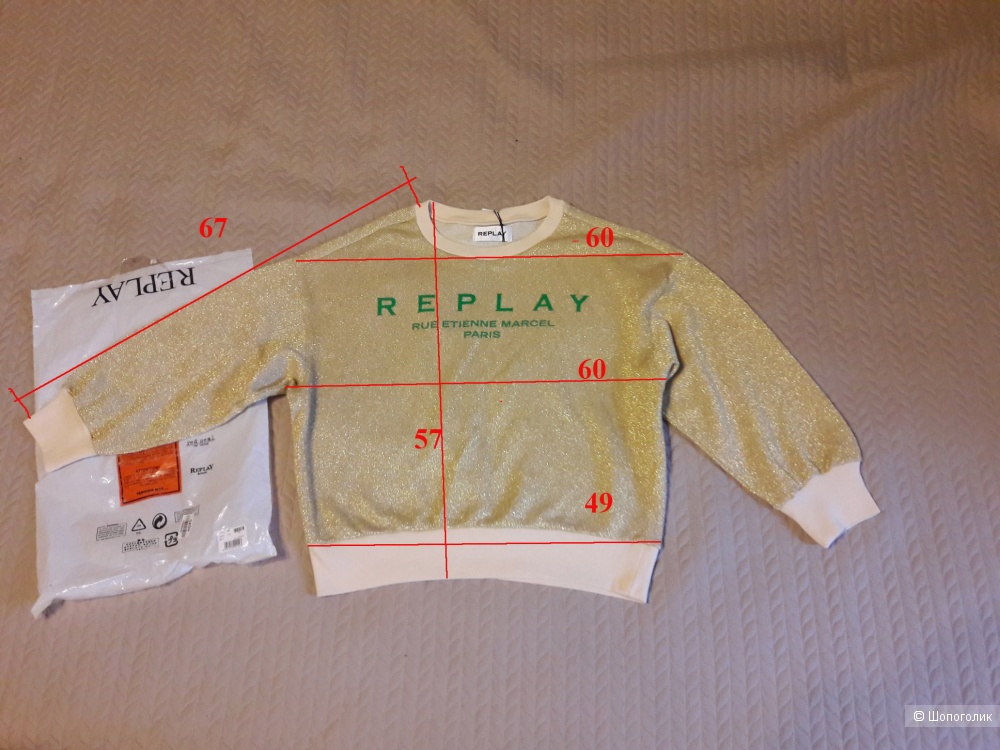 67
- 60
REPLAY
REPLAY
REPLAY
RUE ETIENNE MARCEL
PARIS
60
57
REPLAY
49
© Шопоголик